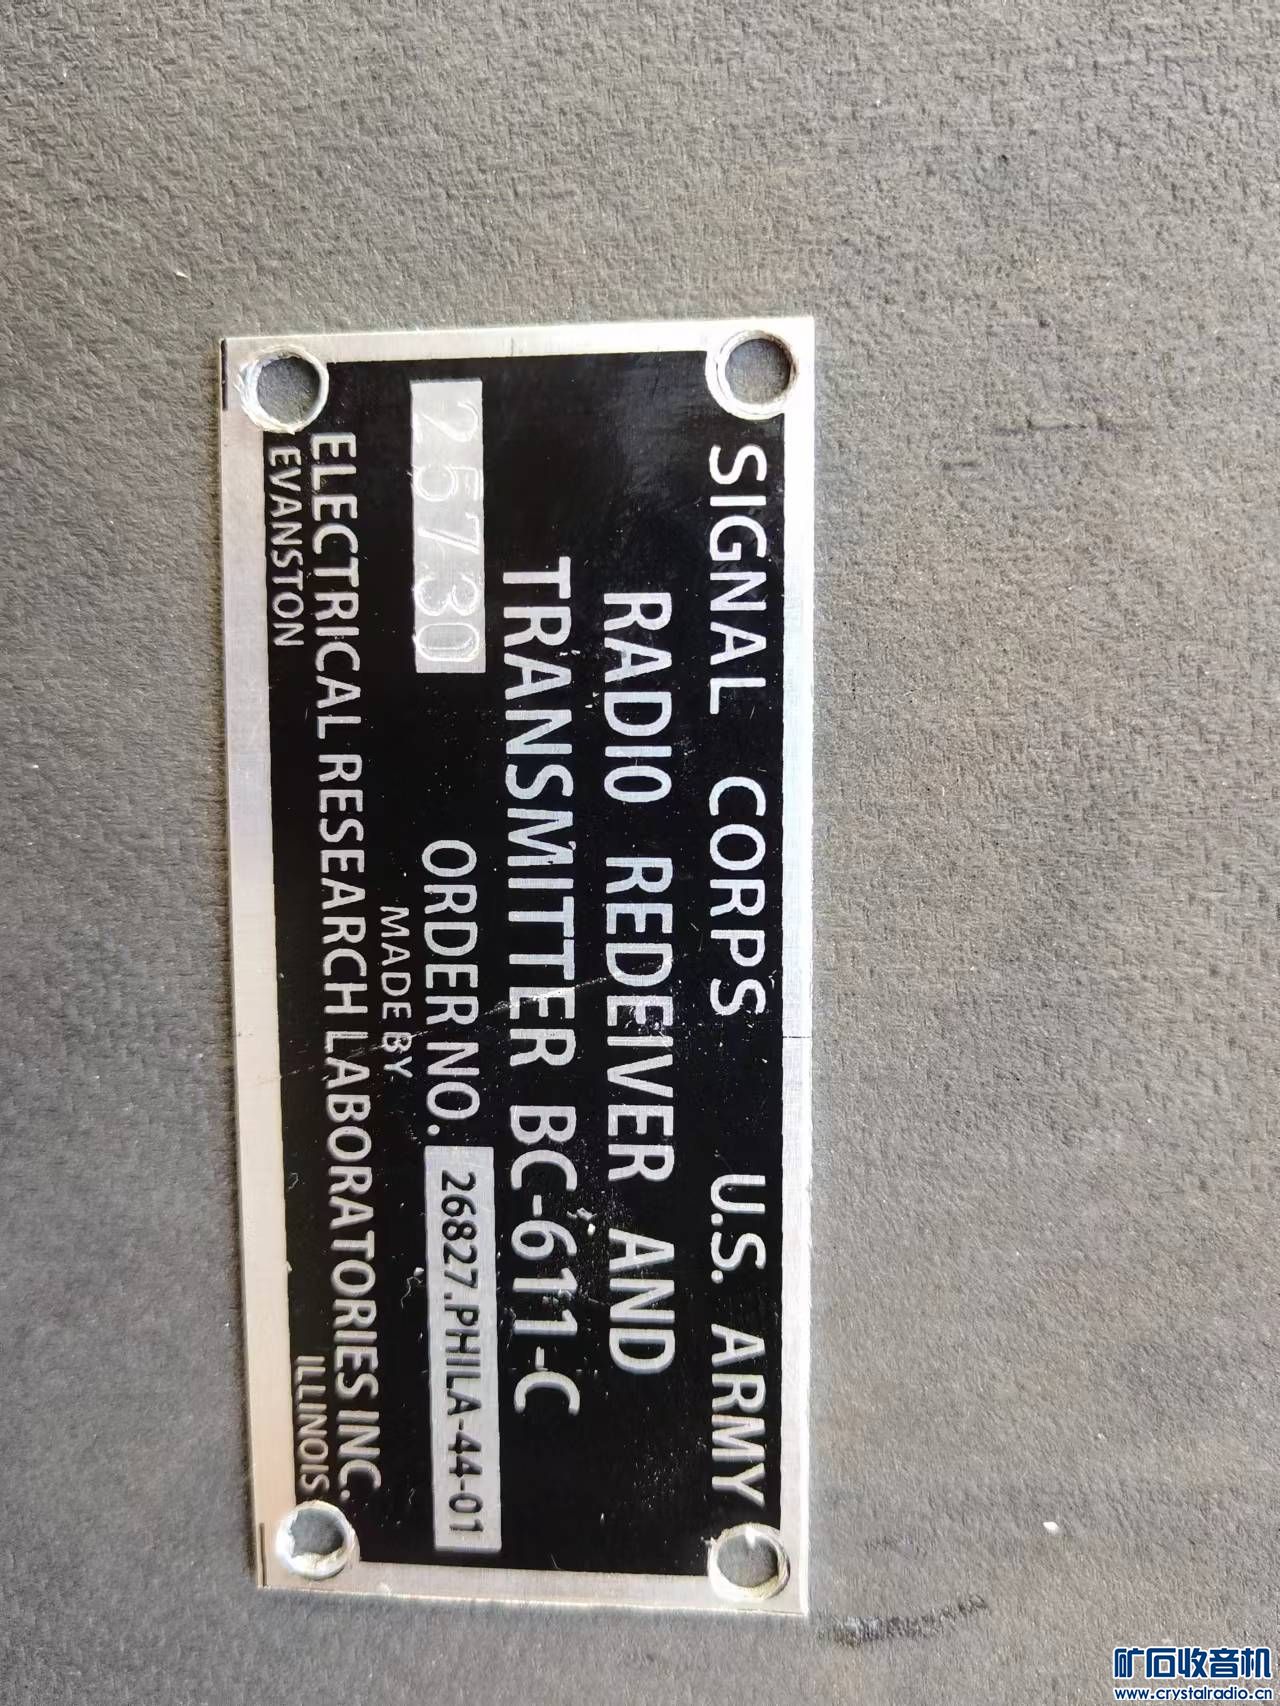 SIGNAL CORPS U.S. ARMY
RADIO REDEIVER AND
TRANSMITTER BC-611-C
25730 ORDER NO. 26827.PHILA-44-01
MADE BY
ELECTRICAL RESEARCH LABORATORIES INC.
EVANSTON ILLINOIS
矿石收音机
www.crystalradio.cn